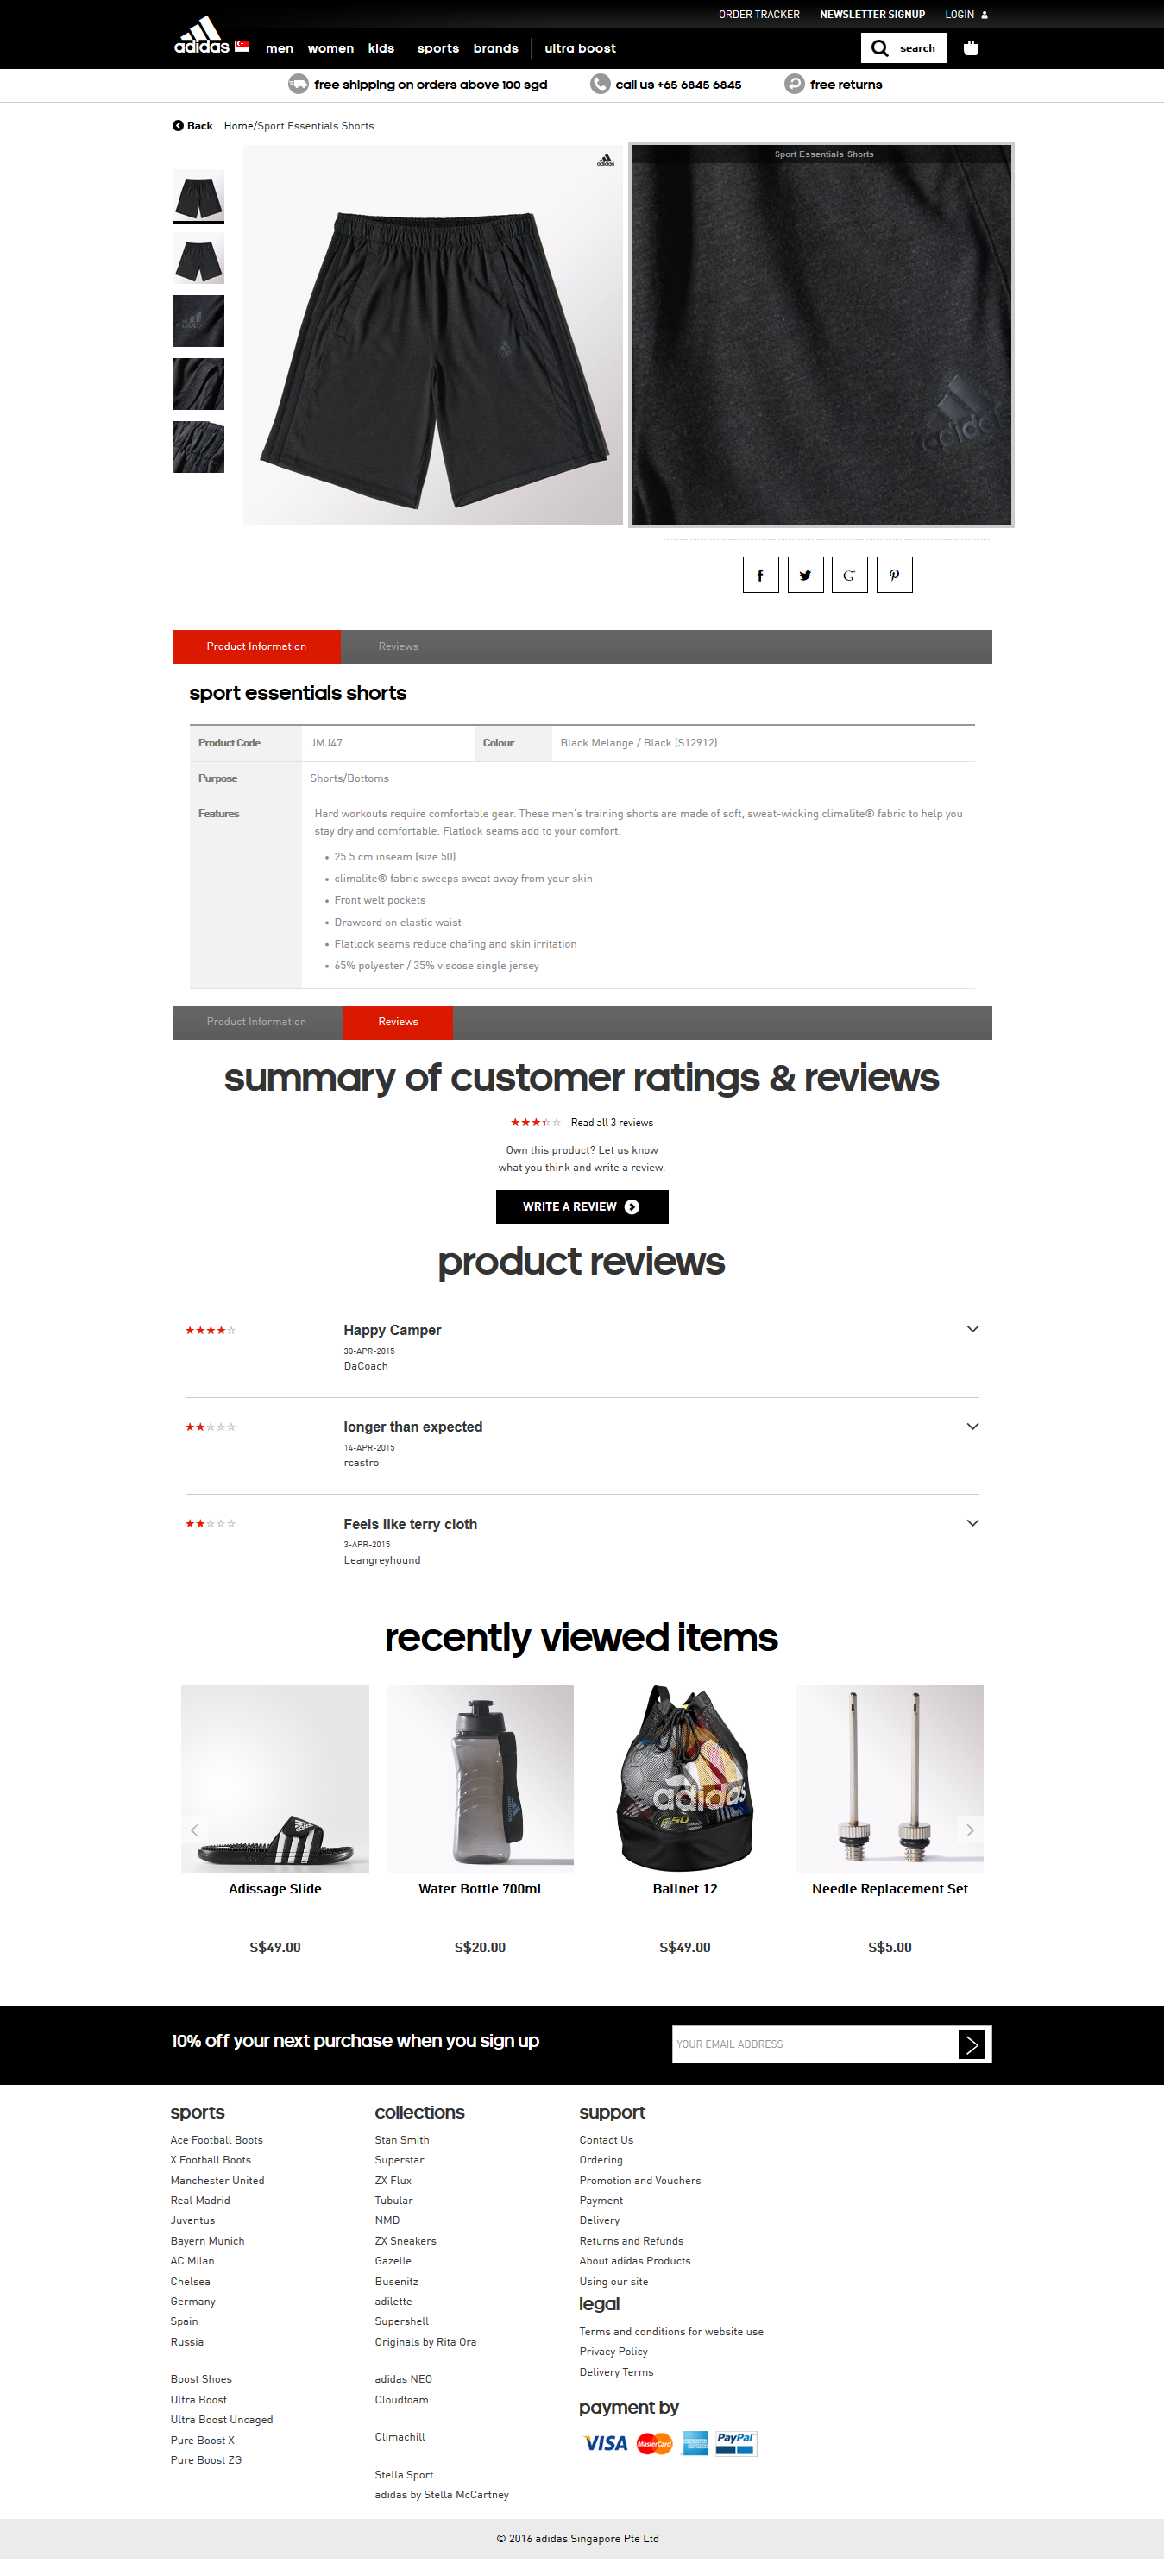 ORDER TRACKER NEWSLETTER SIGNUP LOGIN
adidas men women kids sports brands ultra boost search
free shipping on orders above 100 sgd call us +65 6845 6845 free returns
Back | Home/Sport Essentials Shorts
adidas
Sport Essentials Shorts
adidas
Product Information Reviews
sport essentials shorts
Product Code JMJ47 Colour Black Melange / Black (S12912)
Purpose Shorts/Bottoms
Features Hard workouts require comfortable gear. These men's training shorts are made of soft, sweat-wicking climalite® fabric to help you
stay dry and comfortable. Flatlock seams add to your comfort.
• 25.5 cm inseam (size 50)
• climalite® fabric sweeps sweat away from your skin
• Front welt pockets
• Drawcord on elastic waist
• Flatlock seams reduce chafing and skin irritation
• 65% polyester / 35% viscose single jersey
Product Information Reviews
summary of customer ratings & reviews
Read all 3 reviews
Own this product? Let us know
what you think and write a review.
WRITE A REVIEW
product reviews
Happy Camper
30-APR-2015
DaCoach
longer than expected
14-APR-2015
rcastro
Feels like terry cloth
3-APR-2015
Leangreyhound
recently viewed items
adidas
F50
Adissage Slide Water Bottle 700ml Ballnet 12 Needle Replacement Set
S$49.00 S$20.00 S$49.00 S$5.00
10% off your next purchase when you sign up YOUR EMAIL ADDRESS
sports
Ace Football Boots
X Football Boots
Manchester United
Real Madrid
Juventus
Bayern Munich
AC Milan
Chelsea
Germany
Spain
Russia
Boost Shoes
Ultra Boost
Ultra Boost Uncaged
Pure Boost X
Pure Boost ZG
collections
Stan Smith
Superstar
ZX Flux
Tubular
NMD
ZX Sneakers
Gazelle
Busenitz
adilette
Supershell
Originals by Rita Ora
adidas NEO
Cloudfoam
Climachill
Stella Sport
adidas by Stella McCartney
support
Contact Us
Ordering
Promotion and Vouchers
Payment
Delivery
Returns and Refunds
About adidas Products
Using our site
legal
Terms and conditions for website use
Privacy Policy
Delivery Terms
payment by
VISA MasterCard AMERICAN EXPRESS PayPal
© 2016 adidas Singapore Pte Ltd